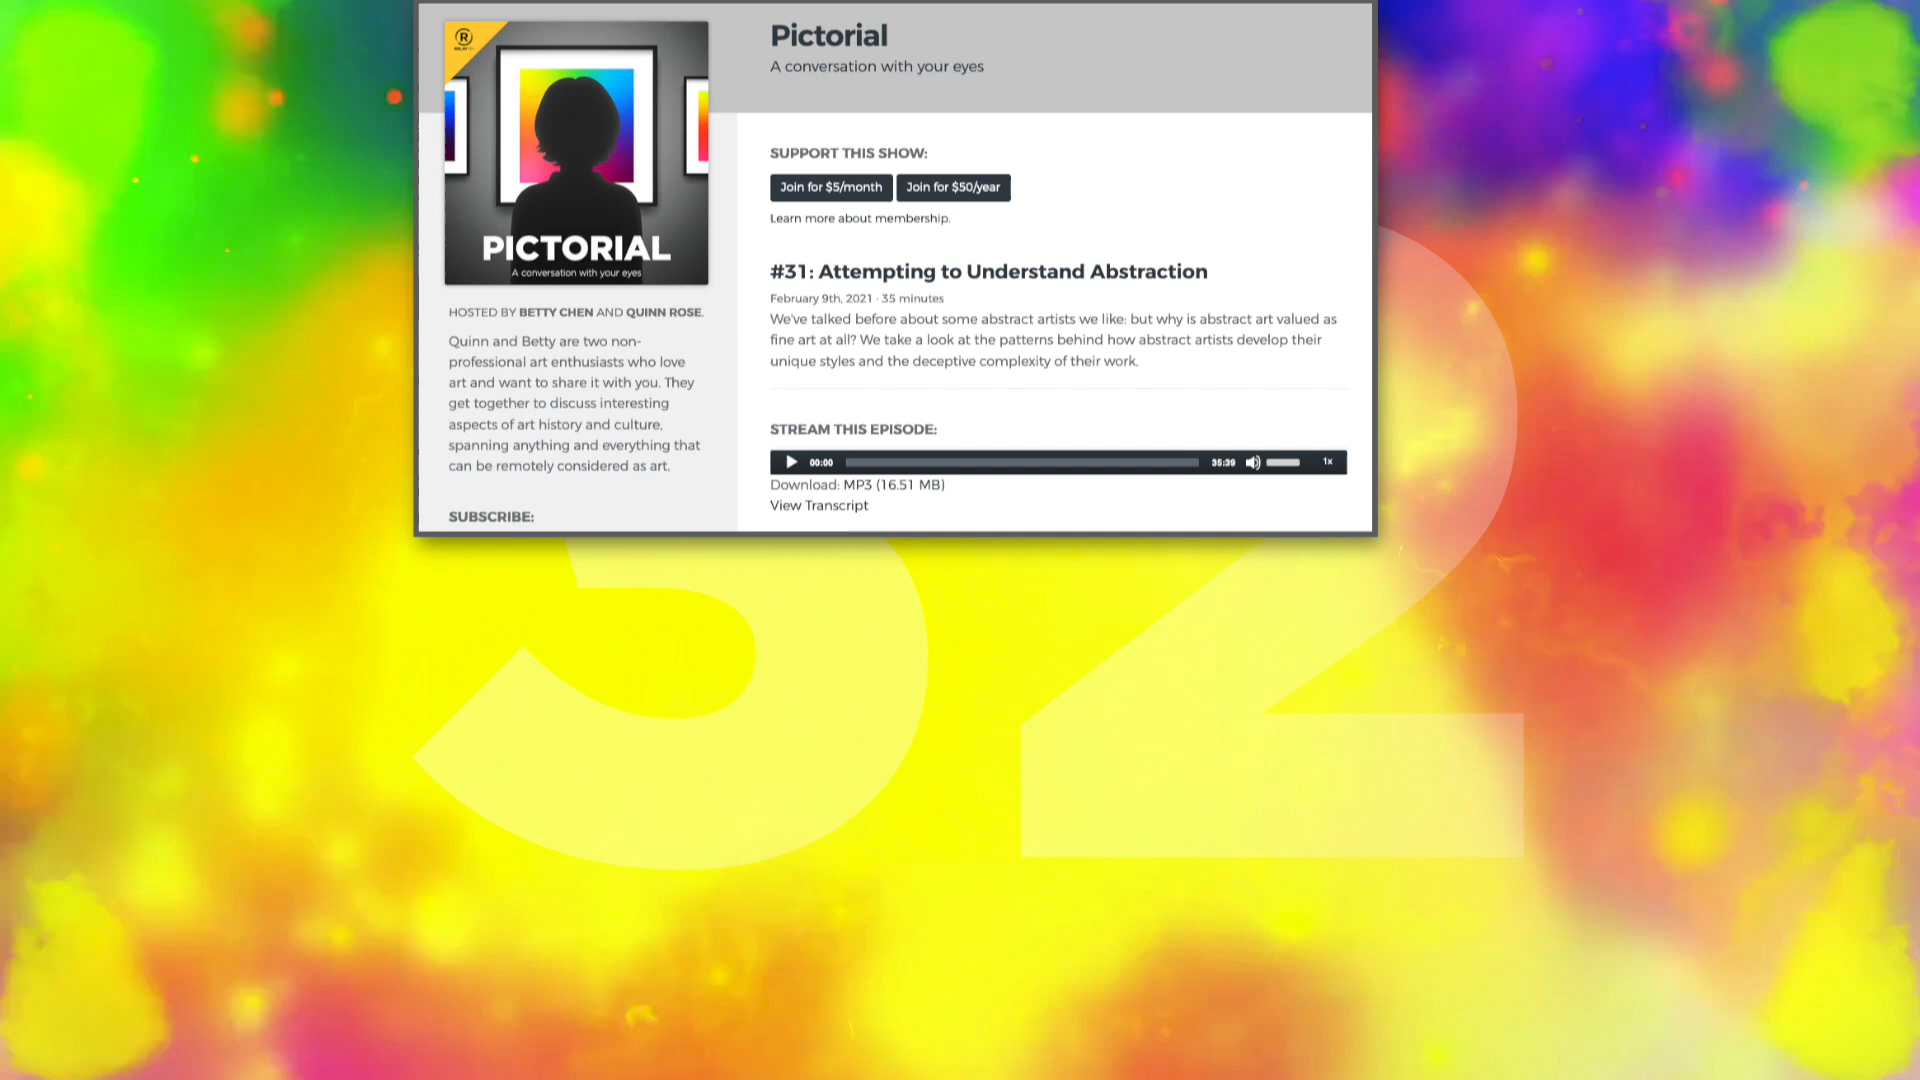 R
RELAY FM
PICTORIAL
A conversation with your eyes
HOSTED BY BETTY CHEN AND QUINN ROSE.
Quinn and Betty are two non-
professional art enthusiasts who love
art and want to share it with you. They
get together to discuss interesting
aspects of art history and culture,
spanning anything and everything that
can be remotely considered as art.
SUBSCRIBE:
Pictorial
A conversation with your eyes
SUPPORT THIS SHOW:
Join for $5/month Join for $50/year
Learn more about membership.
#31: Attempting to Understand Abstraction
February 9th, 2021 · 35 minutes
We've talked before about some abstract artists we like: but why is abstract art valued as
fine art at all? We take a look at the patterns behind how abstract artists develop their
unique styles and the deceptive complexity of their work.
STREAM THIS EPISODE:
00:00 35:39 1x
Download: MP3 (16.51 MB)
View Transcript
32